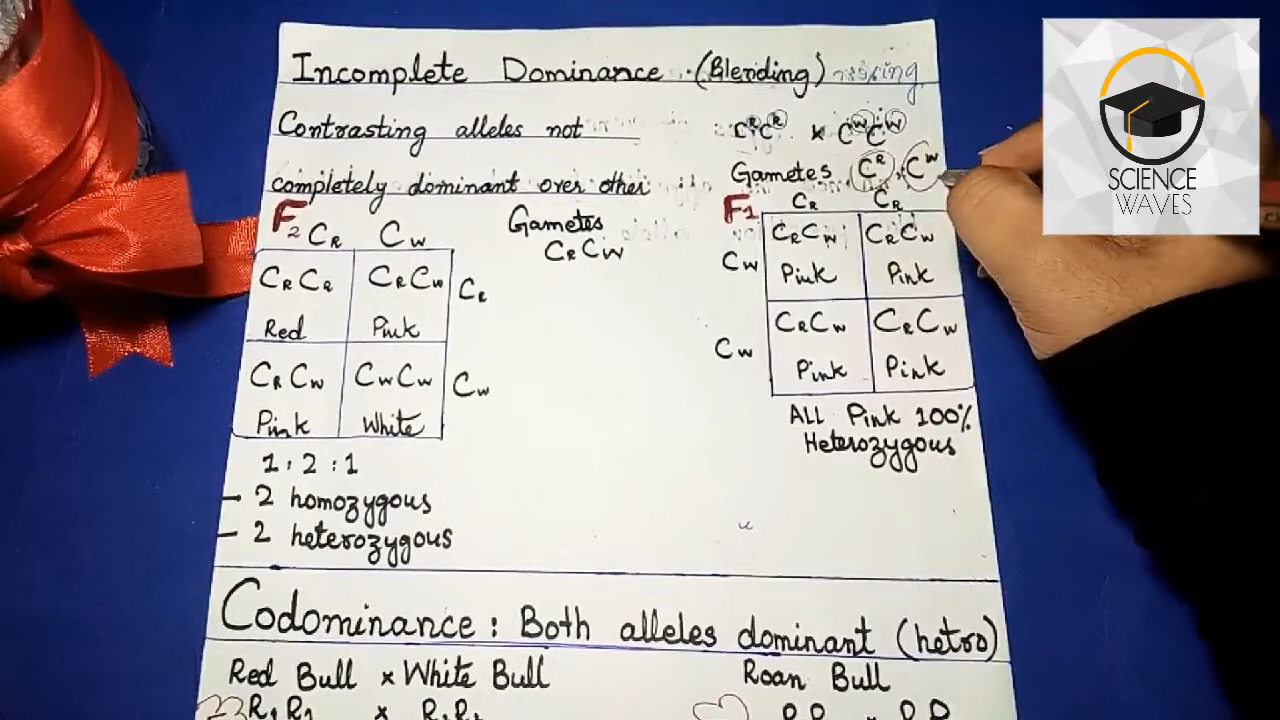 Incomplete Dominance (Blending)
Contrasting alleles not
completely dominant over other
F2 CR CW
CRCR CRCW CR
Red Pink
CRCW CWCW CW
Pink White
1 : 2 : 1
- 2 homozygous
- 2 heterozygous
Gametes
CRCW
CRCR × CWCW
Gametes CR, CW
F1 CR CR
CW CRCW CRCW
Pink Pink
CW CRCW CRCW
Pink Pink
ALL Pink 100%
Heterozygous
Codominance : Both alleles dominant (hetro)
Red Bull × White Bull
Roan Bull
SCIENCE
WAVES